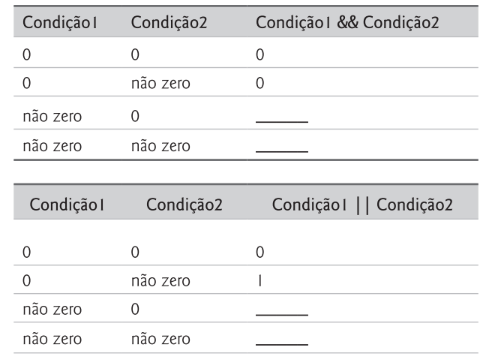 Condição1 Condição2 Condição1 && Condição2
0 0 0
0 não zero 0
não zero 0 ______
não zero não zero ______
Condição1 Condição2 Condição1 || Condição2
0 0 0
0 não zero 1
não zero 0 ______
não zero não zero ______